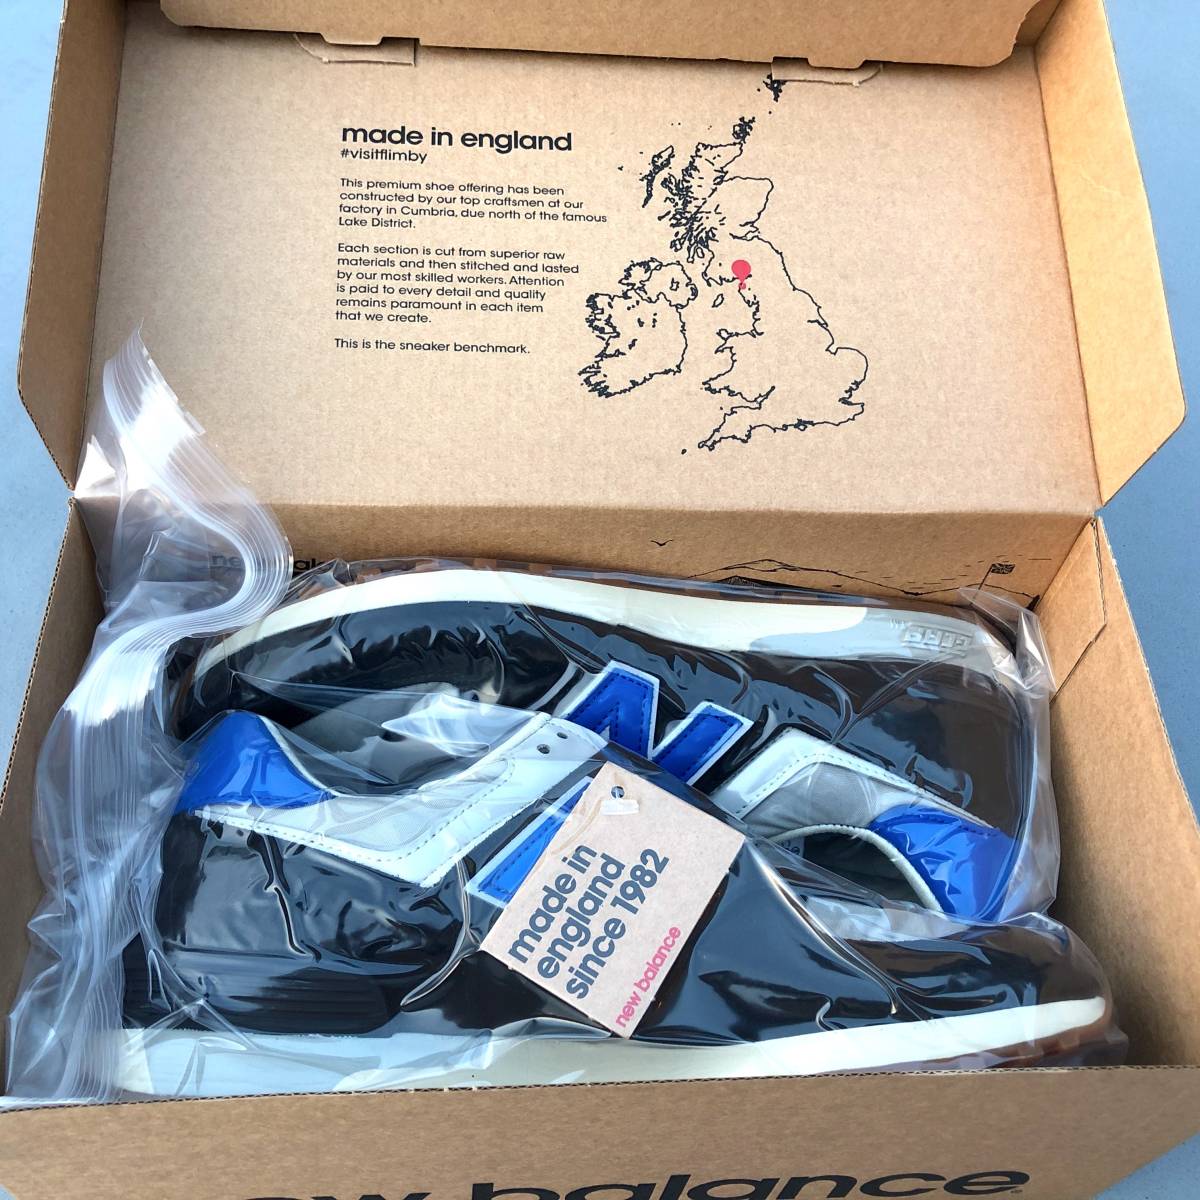 made in england
#visitflimby
This premium shoe offering has been
constructed by our top craftsmen at our
factory in Cumbria, due north of the famous
Lake District.
Each section is cut from superior raw
materials and then stitched and lasted
by our most skilled workers. Attention
is paid to every detail and quality
remains paramount in each item
that we create.
This is the sneaker benchmark.
made in
england
since 1982
new balance
balance